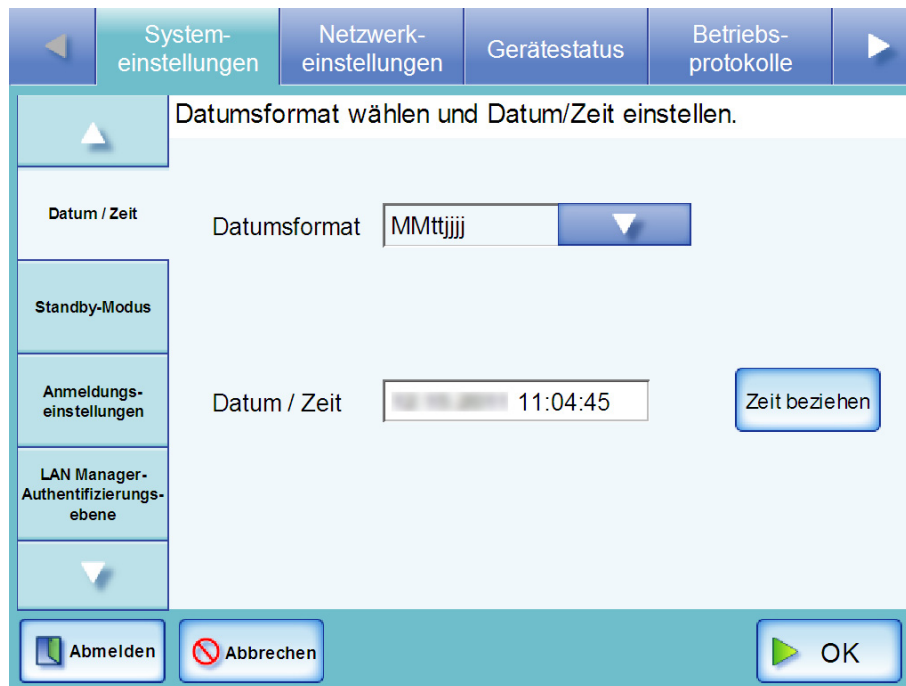 System-
einstellungen
Netzwerk-
einstellungen
Gerätestatus
Betriebs-
protokolle
Datumsformat wählen und Datum/Zeit einstellen.
Datum / Zeit
Datumsformat
MMttjjjj
Standby-Modus
Anmeldungs-
einstellungen
Datum / Zeit
11:04:45
Zeit beziehen
LAN Manager-
Authentifizierungs-
ebene
Abmelden
Abbrechen
OK